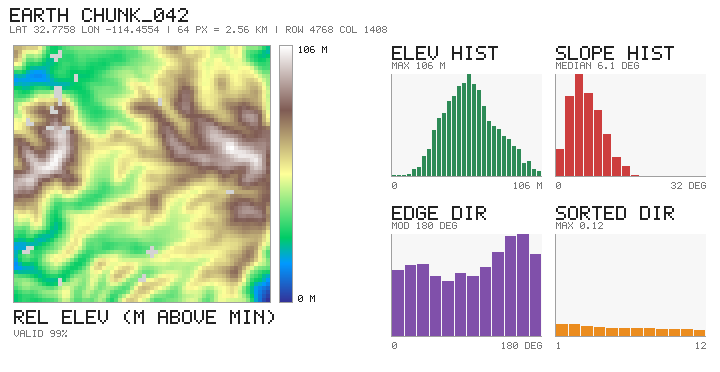 EARTH CHUNK_042
LAT 32.7758 LON -114.4554 | 64 PX = 2.56 KM | ROW 4768 COL 1408
106 M
0 M
REL ELEV (M ABOVE MIN)
VALID 99%
ELEV HIST
MAX 106 M
0 106 M
SLOPE HIST
MEDIAN 6.1 DEG
0 32 DEG
EDGE DIR
MOD 180 DEG
0 180 DEG
SORTED DIR
MAX 0.12
1 12